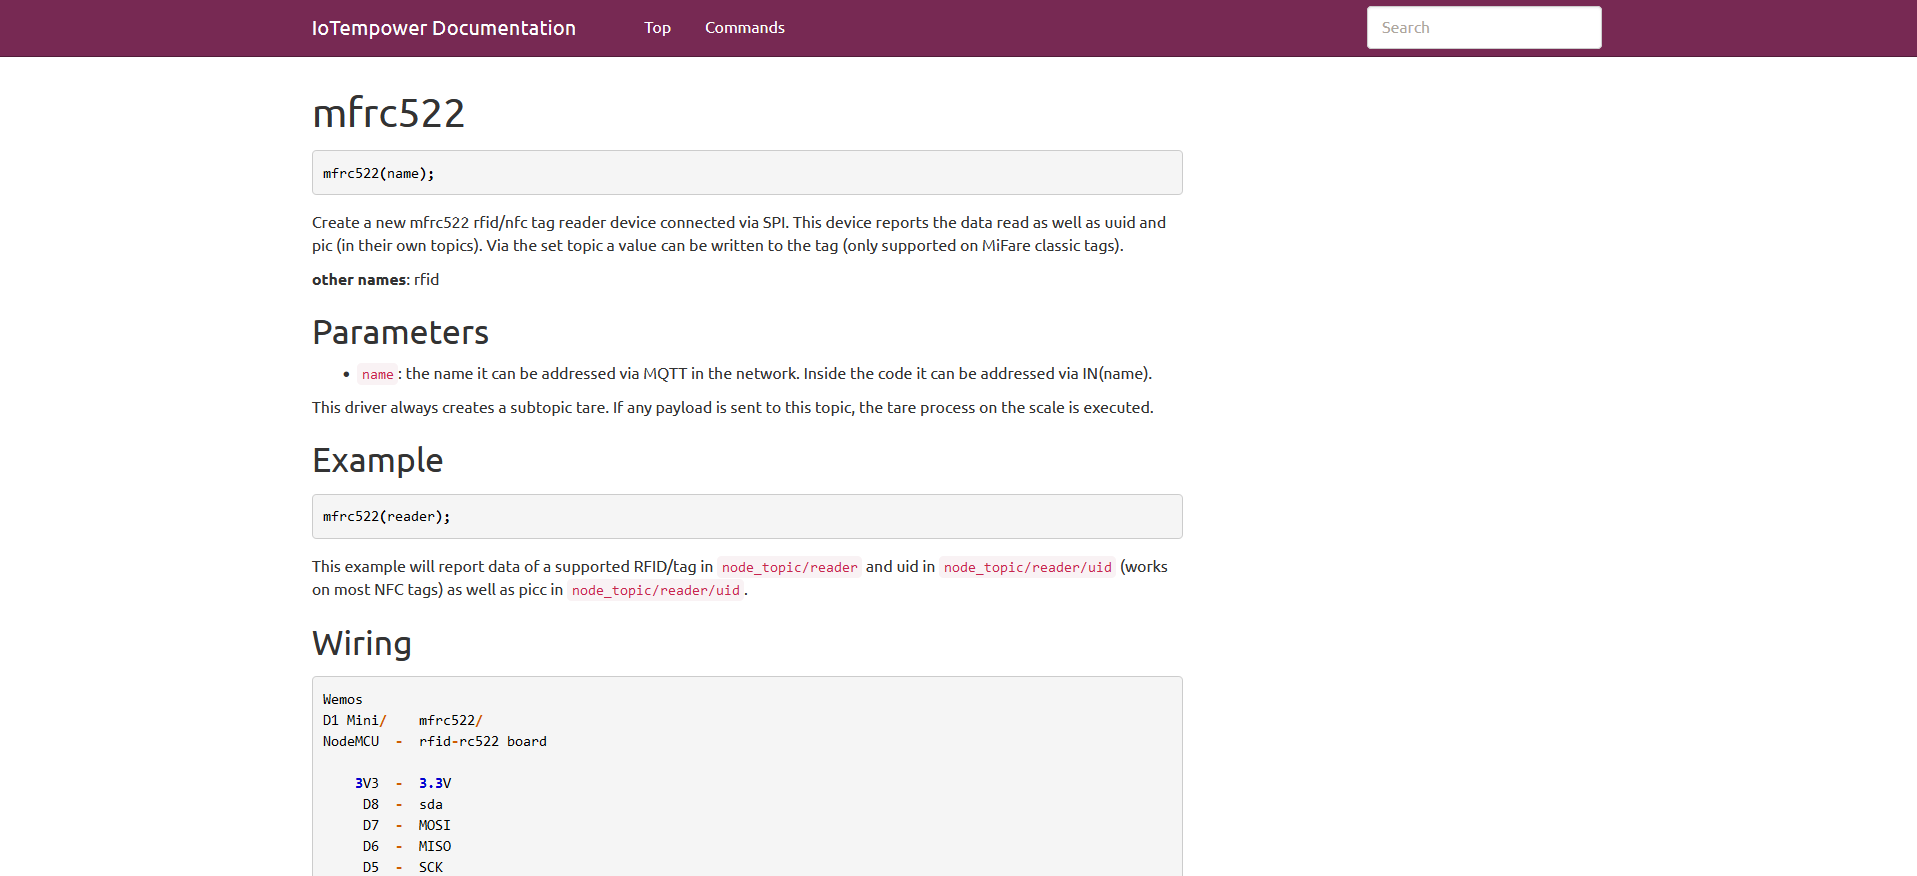 IoTempower Documentation Top Commands Search
mfrc522
mfrc522(name);
Create a new mfrc522 rfid/nfc tag reader device connected via SPI. This device reports the data read as well as uuid and
pic (in their own topics). Via the set topic a value can be written to the tag (only supported on MiFare classic tags).
other names: rfid
Parameters
• name: the name it can be addressed via MQTT in the network. Inside the code it can be addressed via IN(name).
This driver always creates a subtopic tare. If any payload is sent to this topic, the tare process on the scale is executed.
Example
mfrc522(reader);
This example will report data of a supported RFID/tag in node_topic/reader and uid in node_topic/reader/uid (works
on most NFC tags) as well as picc in node_topic/reader/uid.
Wiring
Wemos
D1 Mini/    mfrc522/
NodeMCU  -  rfid-rc522 board
3V3  -  3.3V
D8  -  sda
D7  -  MOSI
D6  -  MISO
D5  -  SCK